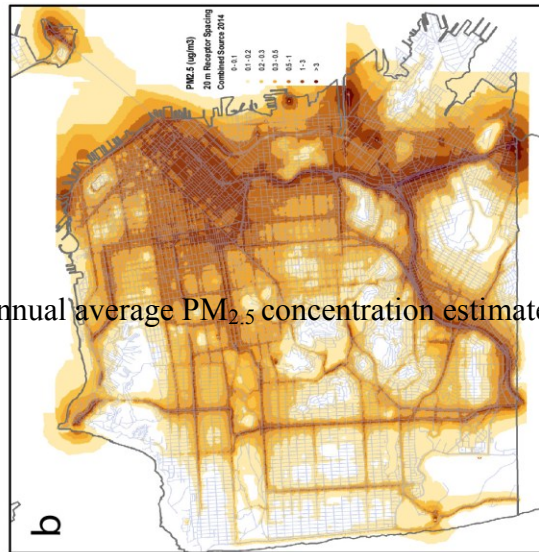 b
PM2.5 (ug/m3)
20 m Receptor Spacing
Combined Source 2014
0 - 0.1
0.1 - 0.2
0.2 - 0.3
0.3 - 0.5
0.5 - 1
1 - 3
> 3
nnual average PM2.5 concentration estimate